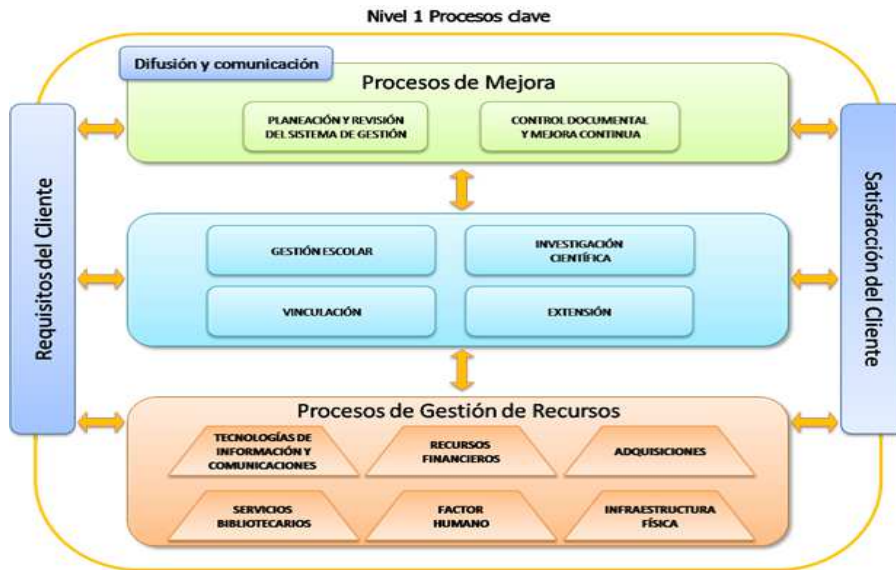 Nivel 1 Procesos clave
Difusión y comunicación
Procesos de Mejora
PLANEACIÓN Y REVISIÓN
DEL SISTEMA DE GESTIÓN
CONTROL DOCUMENTAL
Y MEJORA CONTINUA
Requisitos del Cliente
Satisfacción del Cliente
GESTIÓN ESCOLAR
INVESTIGACIÓN
CIENTÍFICA
VINCULACIÓN
EXTENSIÓN
Procesos de Gestión de Recursos
TECNOLOGÍAS DE
INFORMACIÓN Y
COMUNICACIONES
RECURSOS
FINANCIEROS
ADQUISICIONES
SERVICIOS
BIBLIOTECARIOS
FACTOR
HUMANO
INFRAESTRUCTURA
FÍSICA